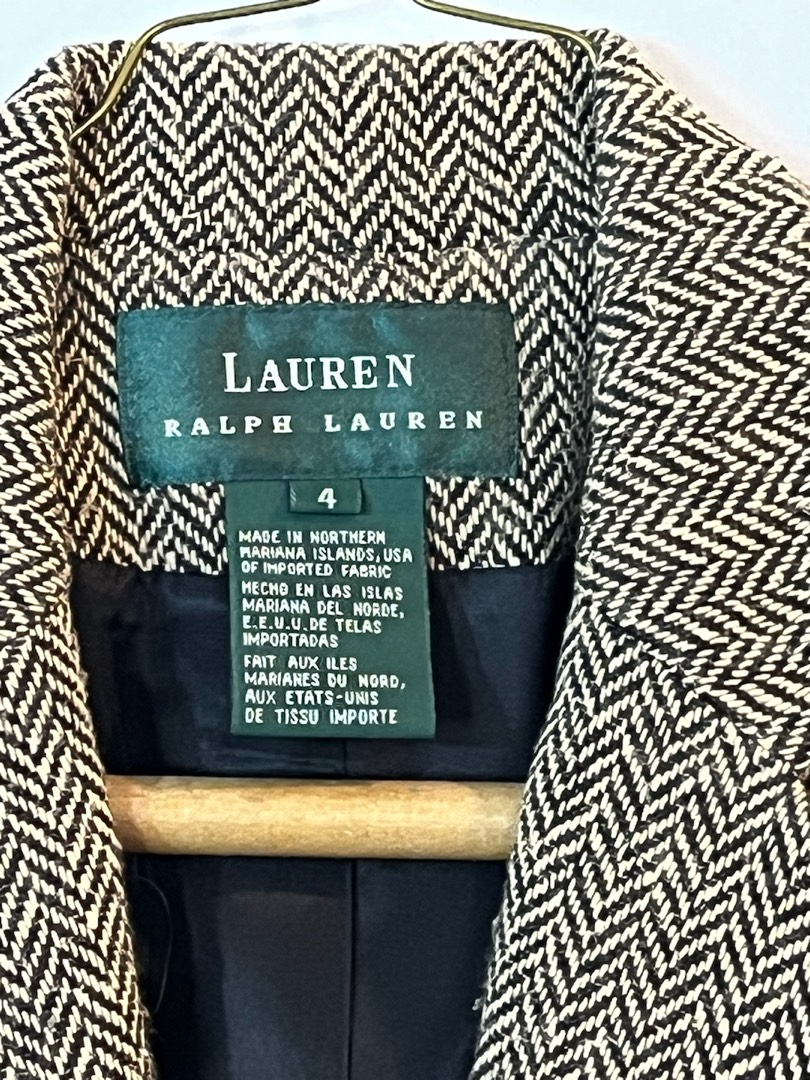 LAUREN
RALPH LAUREN
4
MADE IN NORTHERN
MARIANA ISLANDS, USA
OF IMPORTED FABRIC
HECHO EN LAS ISLAS
MARIANA DEL NORDE,
E.E.U.U. DE TELAS
IMPORTADAS
FAIT AUX ILES
MARIANES DU NORD,
AUX ETATS-UNIS
DE TISSU IMPORTE